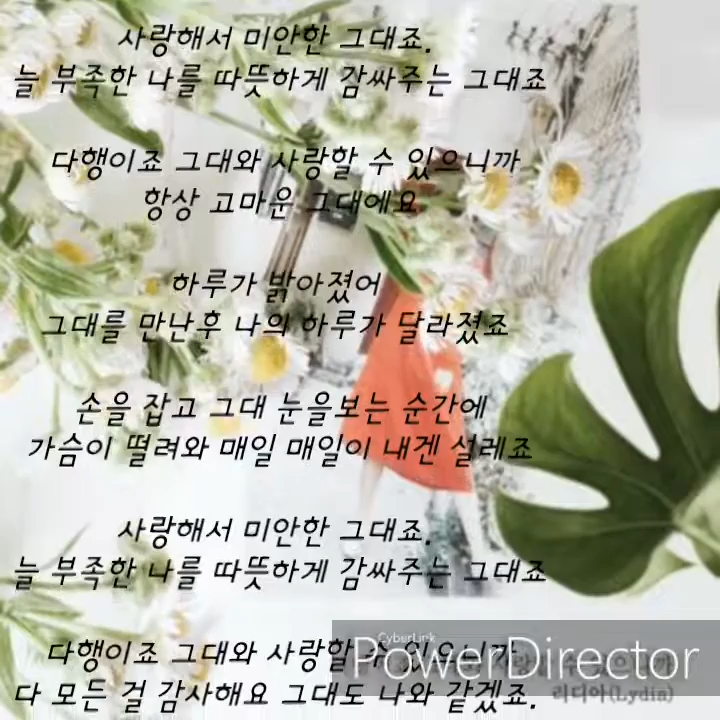 사랑해서 미안한 그대죠.
늘 부족한 나를 따뜻하게 감싸주는 그대죠
다행이죠 그대와 사랑할 수 있으니까
항상 고마운 그대에요
하루가 밝아졌어
그대를 만난후 나의 하루가 달라졌죠
손을 잡고 그대 눈을보는 순간에
가슴이 떨려와 매일 매일이 내겐 설레죠
사랑해서 미안한 그대죠.
늘 부족한 나를 따뜻하게 감싸주는 그대죠
다행이죠 그대와 사랑할 수 있으니까
다 모든 걸 감사해요 그대도 나와 같겠죠.
CyberLink
PowerDirector
리디아(Lydin)